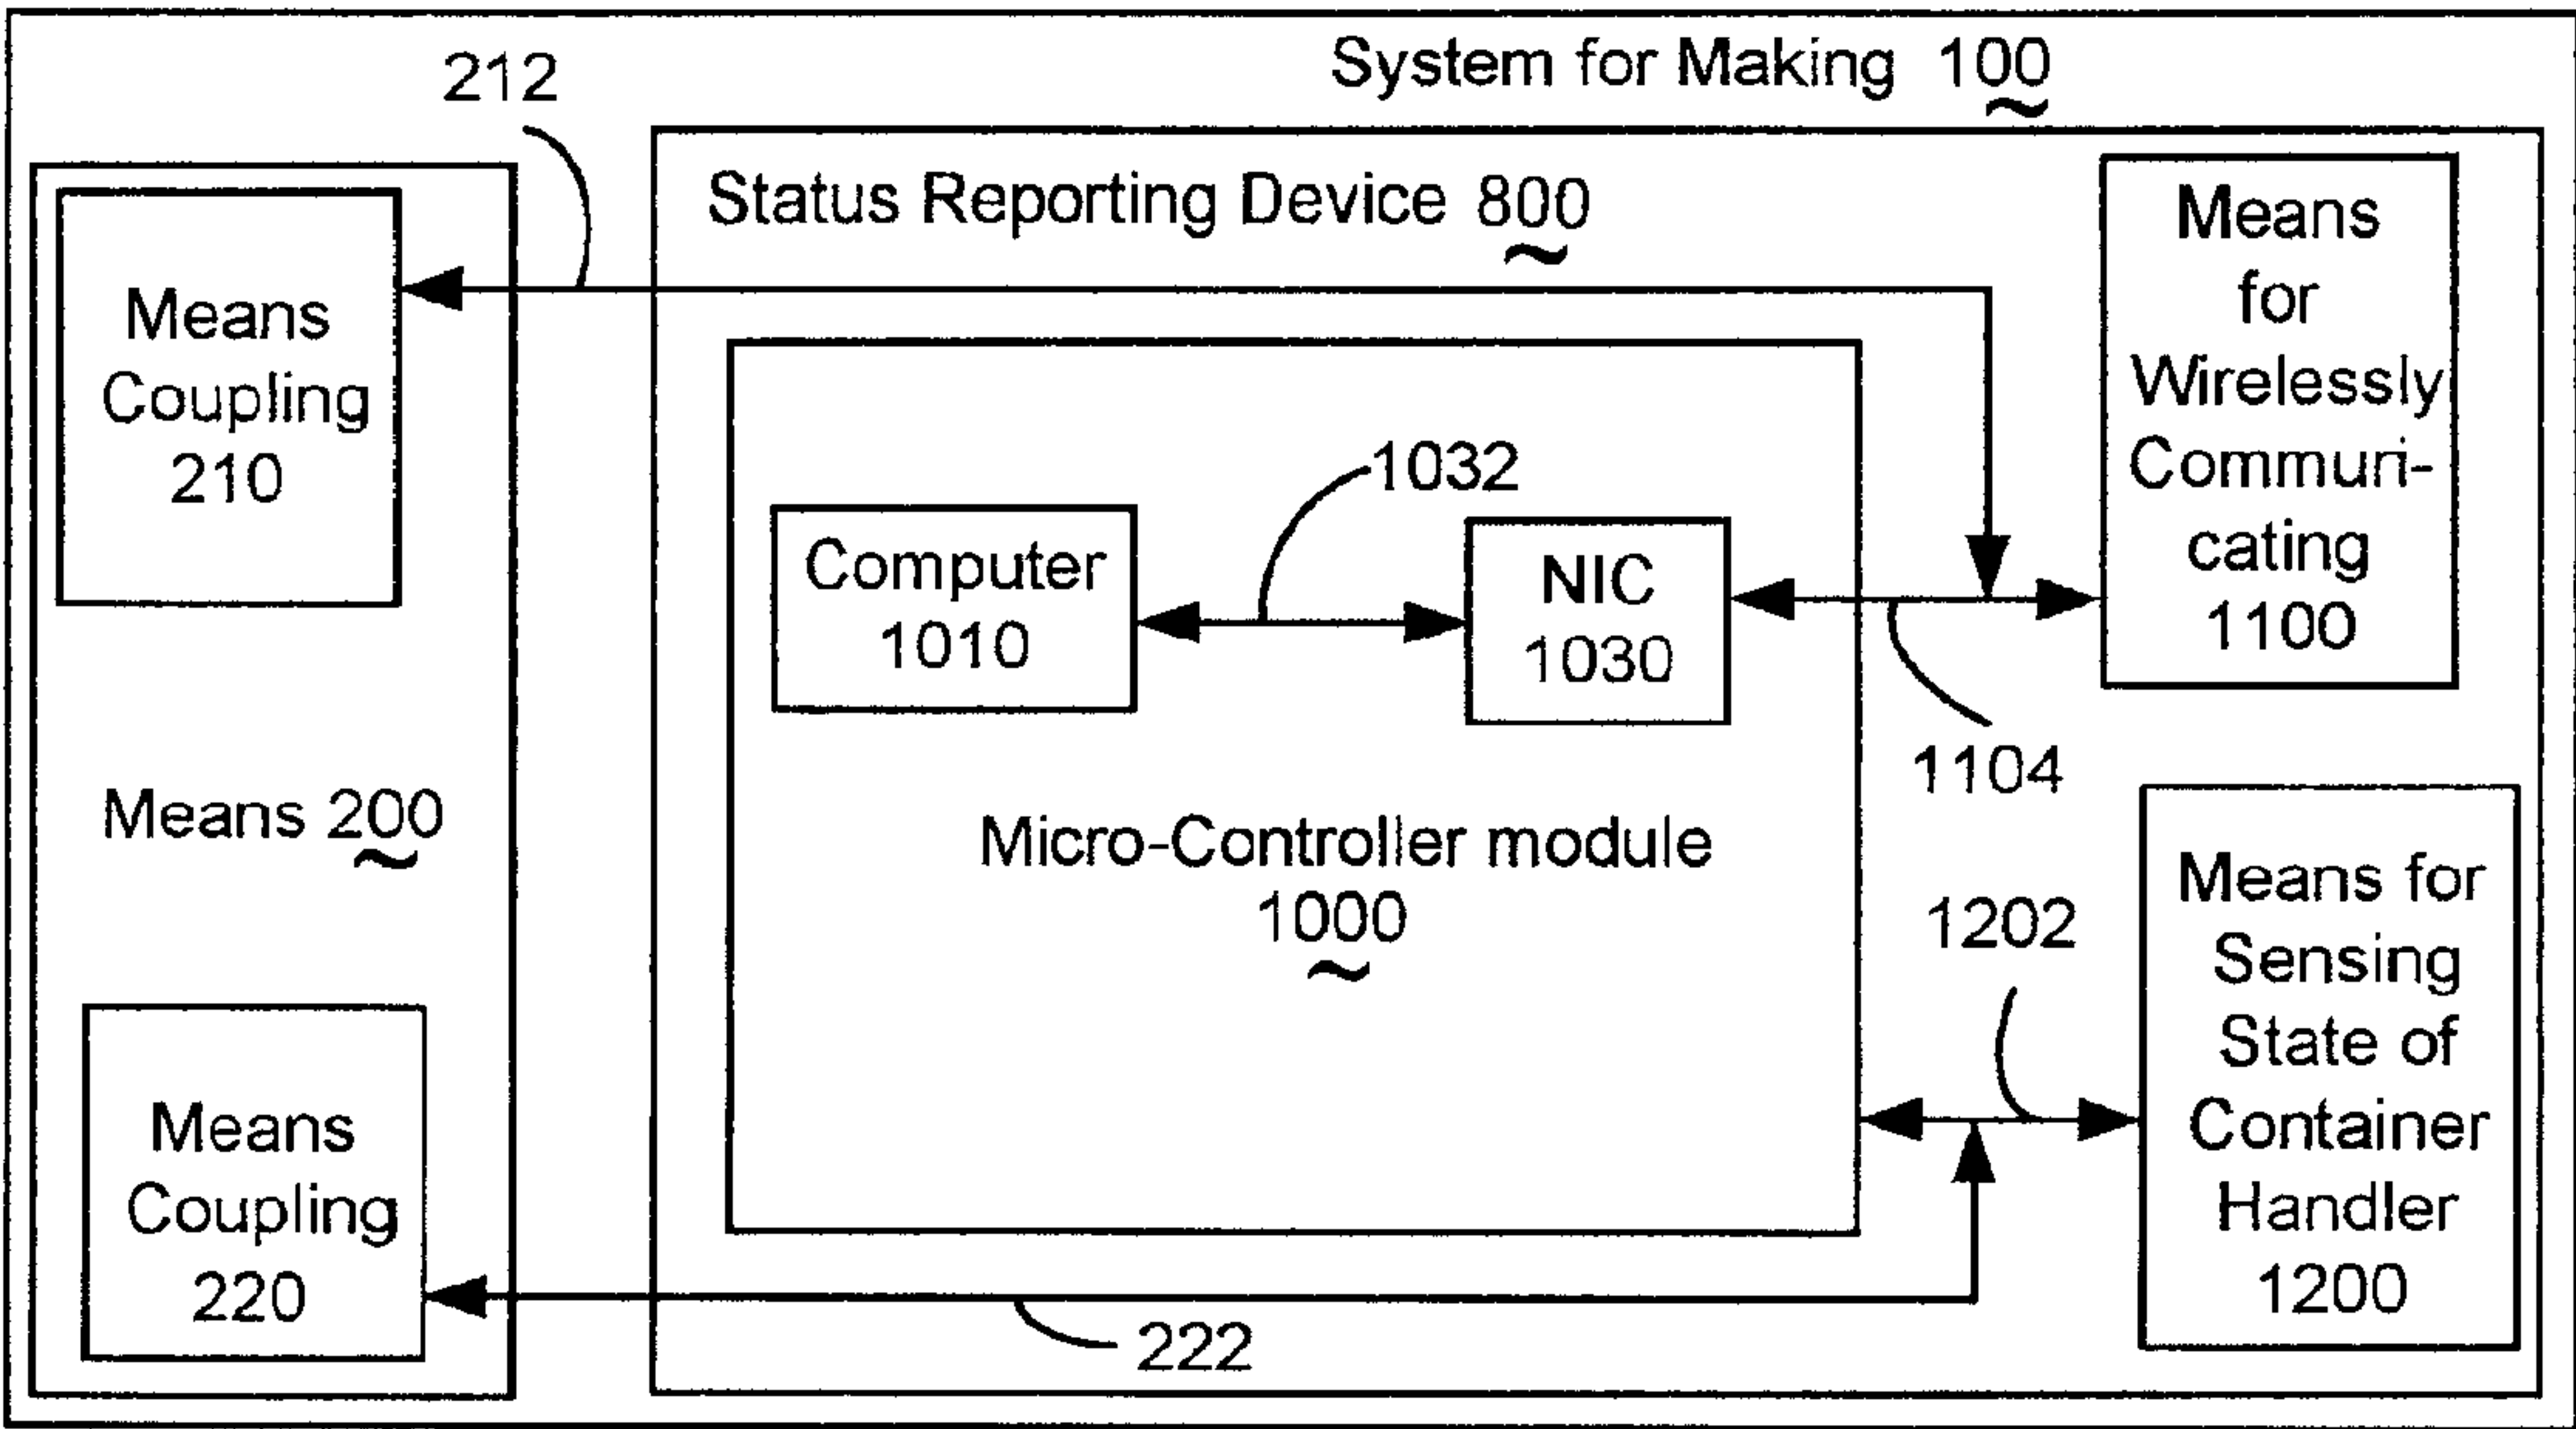 System for Making 100
212
Status Reporting Device 800
Means
Coupling
210
Means
for
Wirelessly
Communi-
cating
1100
1032
Computer
1010
NIC
1030
1104
Means 200
Micro-Controller module
1000
1202
Means for
Sensing
State of
Container
Handler
1200
Means
Coupling
220
222